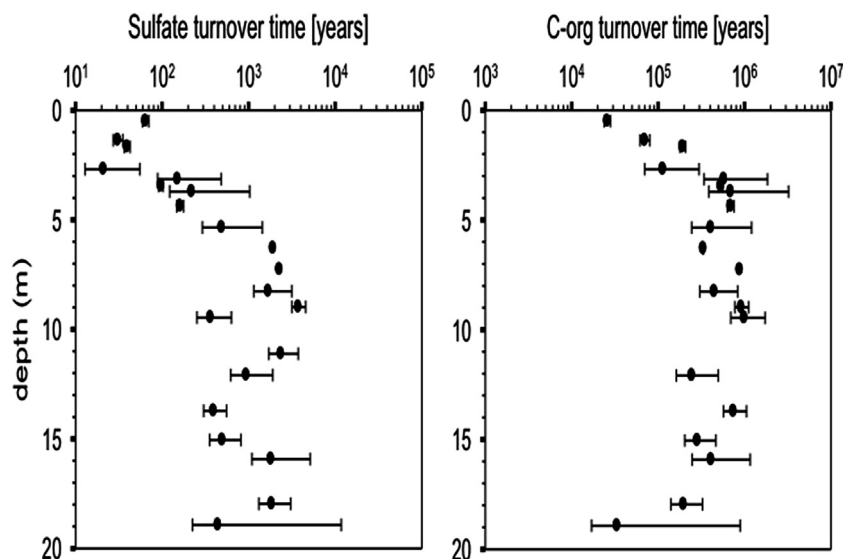 Sulfate turnover time [years]
C-org turnover time [years]
10¹ 10² 10³ 10⁴ 10⁵
10³ 10⁴ 10⁵ 10⁶ 10⁷
0
5
10
15
20
depth (m)
0
5
10
15
20